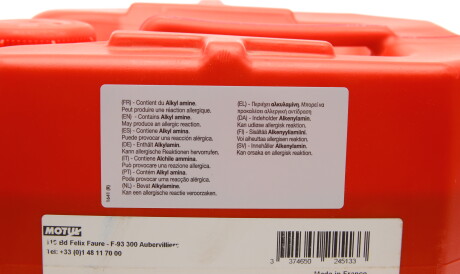 (FR) - Contient du Alkyl amine.
Peut produire une réaction allergique.
(EN) - Contains Alkyl amine.
May produce an allergic reaction.
(ES) - Contiene Alkyl amina.
Puede provocar una reacción alérgica.
(DE) - Enthält Alkylamin.
Kann allergische Reaktionen hervorrufen.
(IT) - Contiene Alchile ammina.
Può provocare una reazione allergica.
(PT) - Contém Alkyl amina.
Pode provocar uma reacção alérgica.
(NL) - Bevat Alkylamine.
Kan een allergische reactie veroorzaken.
(EL) - Περιέχει αλκυλαμίνη. Μπορεί να
προκαλέσει αλλεργική αντίδραση.
(DA) - Indeholder Alkenylamin.
Kan udløse allergisk reaktion.
(FI) - Sisältää Alkenyyliamiini.
Voi aiheuttaa allergisen reaktion.
(SV) - Innehåller Alkenylamin.
Kan orsaka en allergisk reaktion.
MOTUL
119 Bd Felix Faure - F-93 300 Aubervilliers
Tel: +33 (0)1 48 11 70 00
3 374650 245133
Made in France